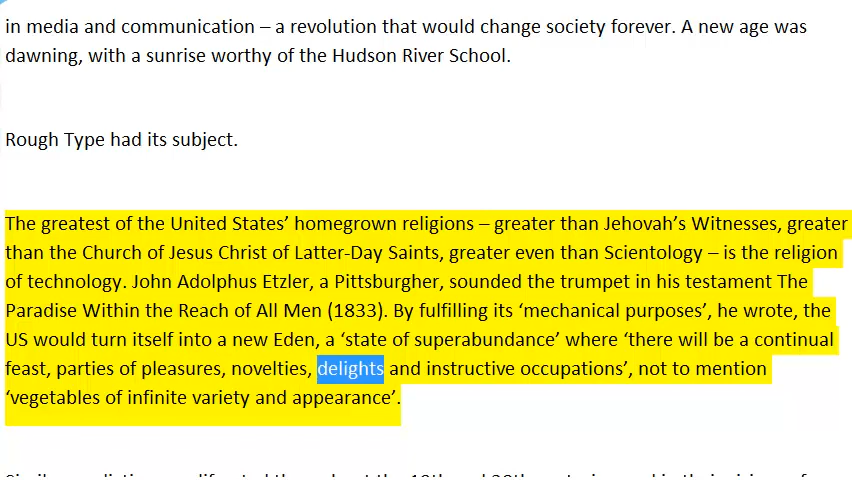 in media and communication – a revolution that would change society forever. A new age was
dawning, with a sunrise worthy of the Hudson River School.
Rough Type had its subject.
The greatest of the United States’ homegrown religions – greater than Jehovah’s Witnesses, greater
than the Church of Jesus Christ of Latter-Day Saints, greater even than Scientology – is the religion
of technology. John Adolphus Etzler, a Pittsburgher, sounded the trumpet in his testament The
Paradise Within the Reach of All Men (1833). By fulfilling its ‘mechanical purposes’, he wrote, the
US would turn itself into a new Eden, a ‘state of superabundance’ where ‘there will be a continual
feast, parties of pleasures, novelties, delights and instructive occupations’, not to mention
‘vegetables of infinite variety and appearance’.